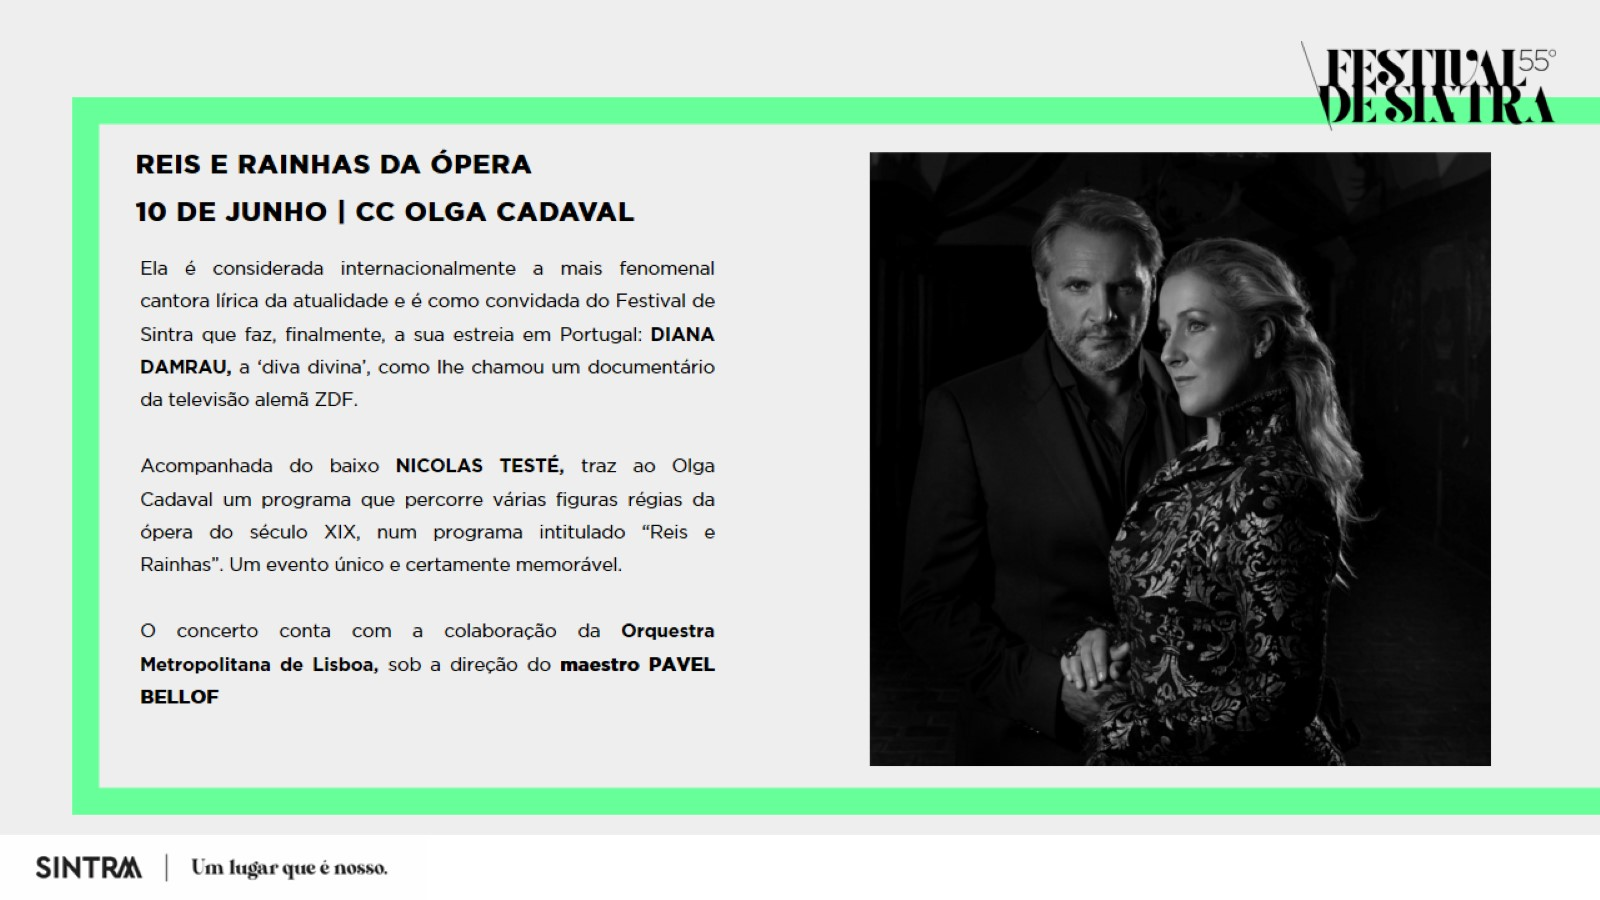 FESTIVAL 55º
DE SINTRA
REIS E RAINHAS DA ÓPERA
10 DE JUNHO | CC OLGA CADAVAL
Ela é considerada internacionalmente a mais fenomenal
cantora lírica da atualidade e é como convidada do Festival de
Sintra que faz, finalmente, a sua estreia em Portugal: DIANA
DAMRAU, a ‘diva divina’, como lhe chamou um documentário
da televisão alemã ZDF.
Acompanhada do baixo NICOLAS TESTÉ, traz ao Olga
Cadaval um programa que percorre várias figuras régias da
ópera do século XIX, num programa intitulado “Reis e
Rainhas”. Um evento único e certamente memorável.
O concerto conta com a colaboração da Orquestra
Metropolitana de Lisboa, sob a direção do maestro PAVEL
BELLOF
SINTRA | Um lugar que é nosso.